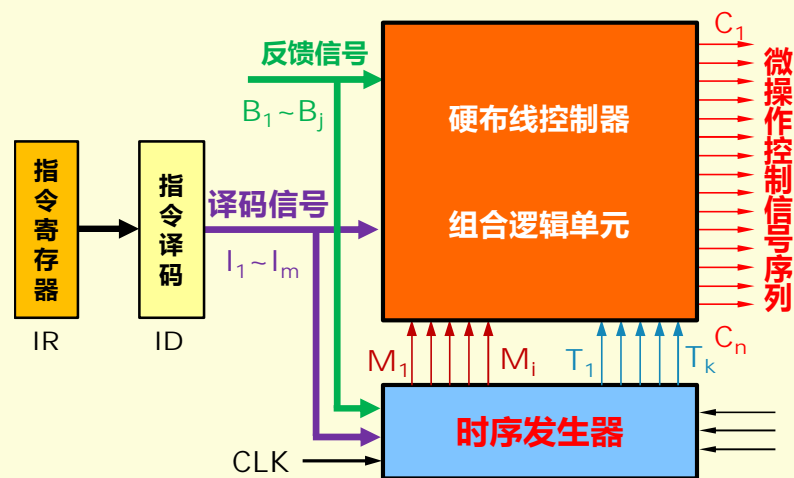 C₁
反馈信号
B₁~Bⱼ
硬布线控制器
组合逻辑单元
微操作控制信号序列
指令寄存器
指令译码
译码信号
I₁~Iₘ
IR
ID
Cₙ
M₁
Mᵢ
T₁
Tₖ
时序发生器
CLK